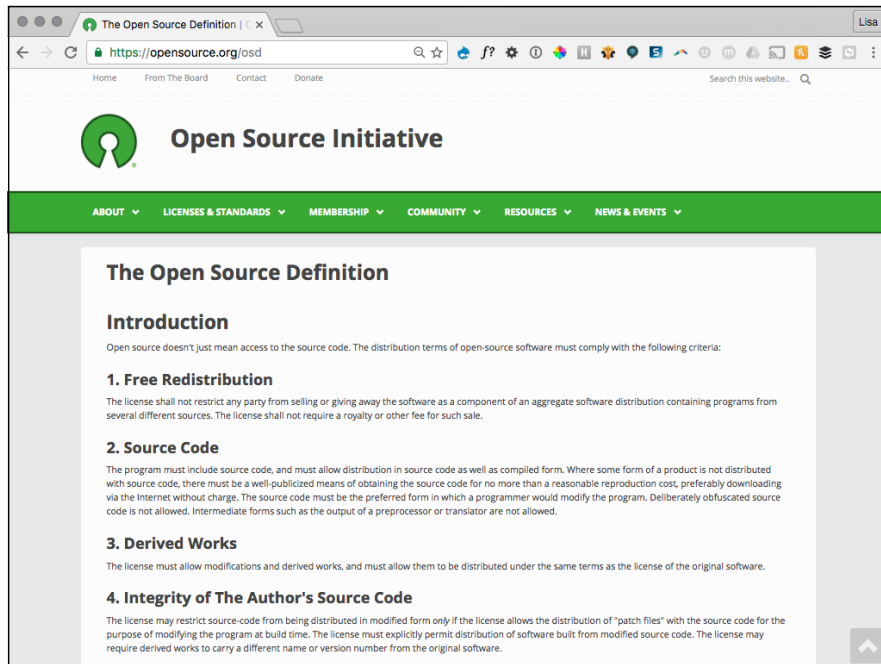 The Open Source Definition | O
Lisa
https://opensource.org/osd
Home From The Board Contact Donate
Search this website..
Open Source Initiative
ABOUT LICENSES & STANDARDS MEMBERSHIP COMMUNITY RESOURCES NEWS & EVENTS
The Open Source Definition
Introduction
Open source doesn't just mean access to the source code. The distribution terms of open-source software must comply with the following criteria:
1. Free Redistribution
The license shall not restrict any party from selling or giving away the software as a component of an aggregate software distribution containing programs from
several different sources. The license shall not require a royalty or other fee for such sale.
2. Source Code
The program must include source code, and must allow distribution in source code as well as compiled form. Where some form of a product is not distributed
with source code, there must be a well-publicized means of obtaining the source code for no more than a reasonable reproduction cost, preferably downloading
via the Internet without charge. The source code must be the preferred form in which a programmer would modify the program. Deliberately obfuscated source
code is not allowed. Intermediate forms such as the output of a preprocessor or translator are not allowed.
3. Derived Works
The license must allow modifications and derived works, and must allow them to be distributed under the same terms as the license of the original software.
4. Integrity of The Author's Source Code
The license may restrict source-code from being distributed in modified form only if the license allows the distribution of "patch files" with the source code for the
purpose of modifying the program at build time. The license must explicitly permit distribution of software built from modified source code. The license may
require derived works to carry a different name or version number from the original software.